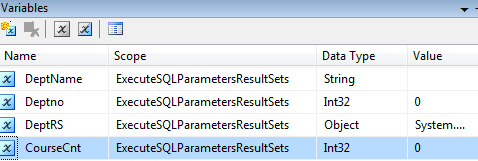 Variables
Name Scope Data Type Value
DeptName ExecuteSQLParametersResultSets String
Deptno ExecuteSQLParametersResultSets Int32 0
DeptRS ExecuteSQLParametersResultSets Object System....
CourseCnt ExecuteSQLParametersResultSets Int32 0